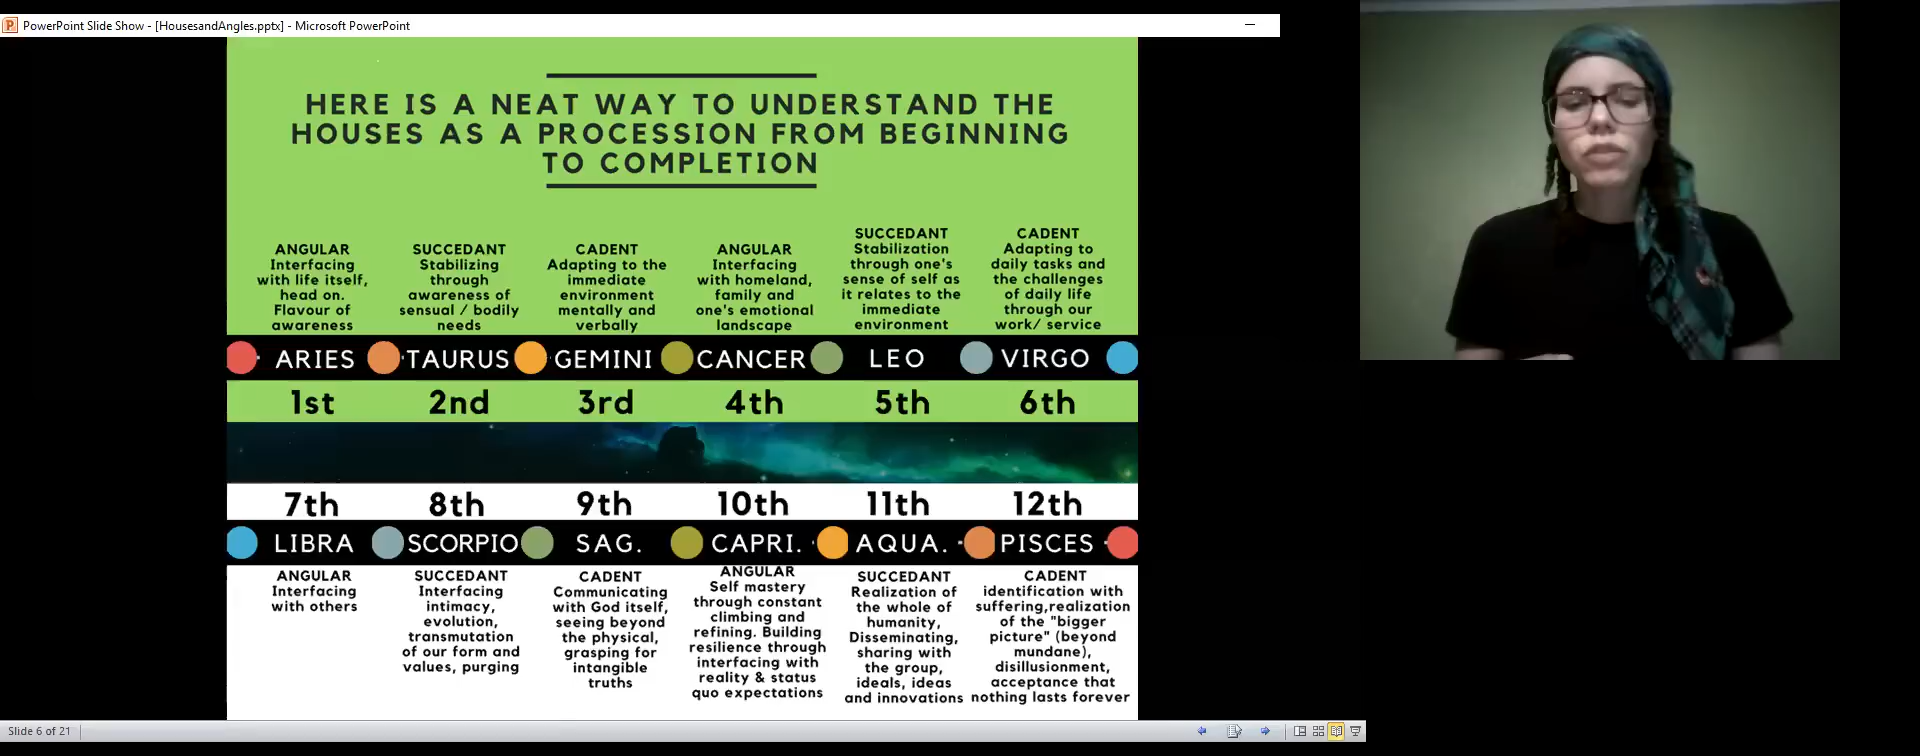 PowerPoint Slide Show - [HousesandAngles.pptx] - Microsoft PowerPoint
HERE IS A NEAT WAY TO UNDERSTAND THE
HOUSES AS A PROCESSION FROM BEGINNING
TO COMPLETION
ANGULAR
Interfacing
with life itself,
head on.
Flavour of
awareness
SUCCEDANT
Stabilizing
through
awareness of
sensual / bodily
needs
CADENT
Adapting to the
immediate
environment
mentally and
verbally
ANGULAR
Interfacing
with homeland,
family and
one's emotional
landscape
SUCCEDANT
Stabilization
through one's
sense of self as
it relates to the
immediate
environment
CADENT
Adapting to
daily tasks and
the challenges
of daily life
through our
work/ service
ARIES TAURUS GEMINI CANCER LEO VIRGO
1st 2nd 3rd 4th 5th 6th
7th 8th 9th 10th 11th 12th
LIBRA SCORPIO SAG. CAPRI. AQUA. PISCES
ANGULAR
Interfacing
with others
SUCCEDANT
Interfacing
intimacy,
evolution,
transmutation
of our form and
values, purging
CADENT
Communicating
with God itself,
seeing beyond
the physical,
grasping for
intangible
truths
ANGULAR
Self mastery
through constant
climbing and
refining. Building
resilience through
interfacing with
reality & status
quo expectations
SUCCEDANT
Realization of
the whole of
humanity,
Disseminating,
sharing with
the group,
ideals, ideas
and innovations
CADENT
identification with
suffering,realization
of the "bigger
picture" (beyond
mundane),
disillusionment,
acceptance that
nothing lasts forever
Slide 6 of 21